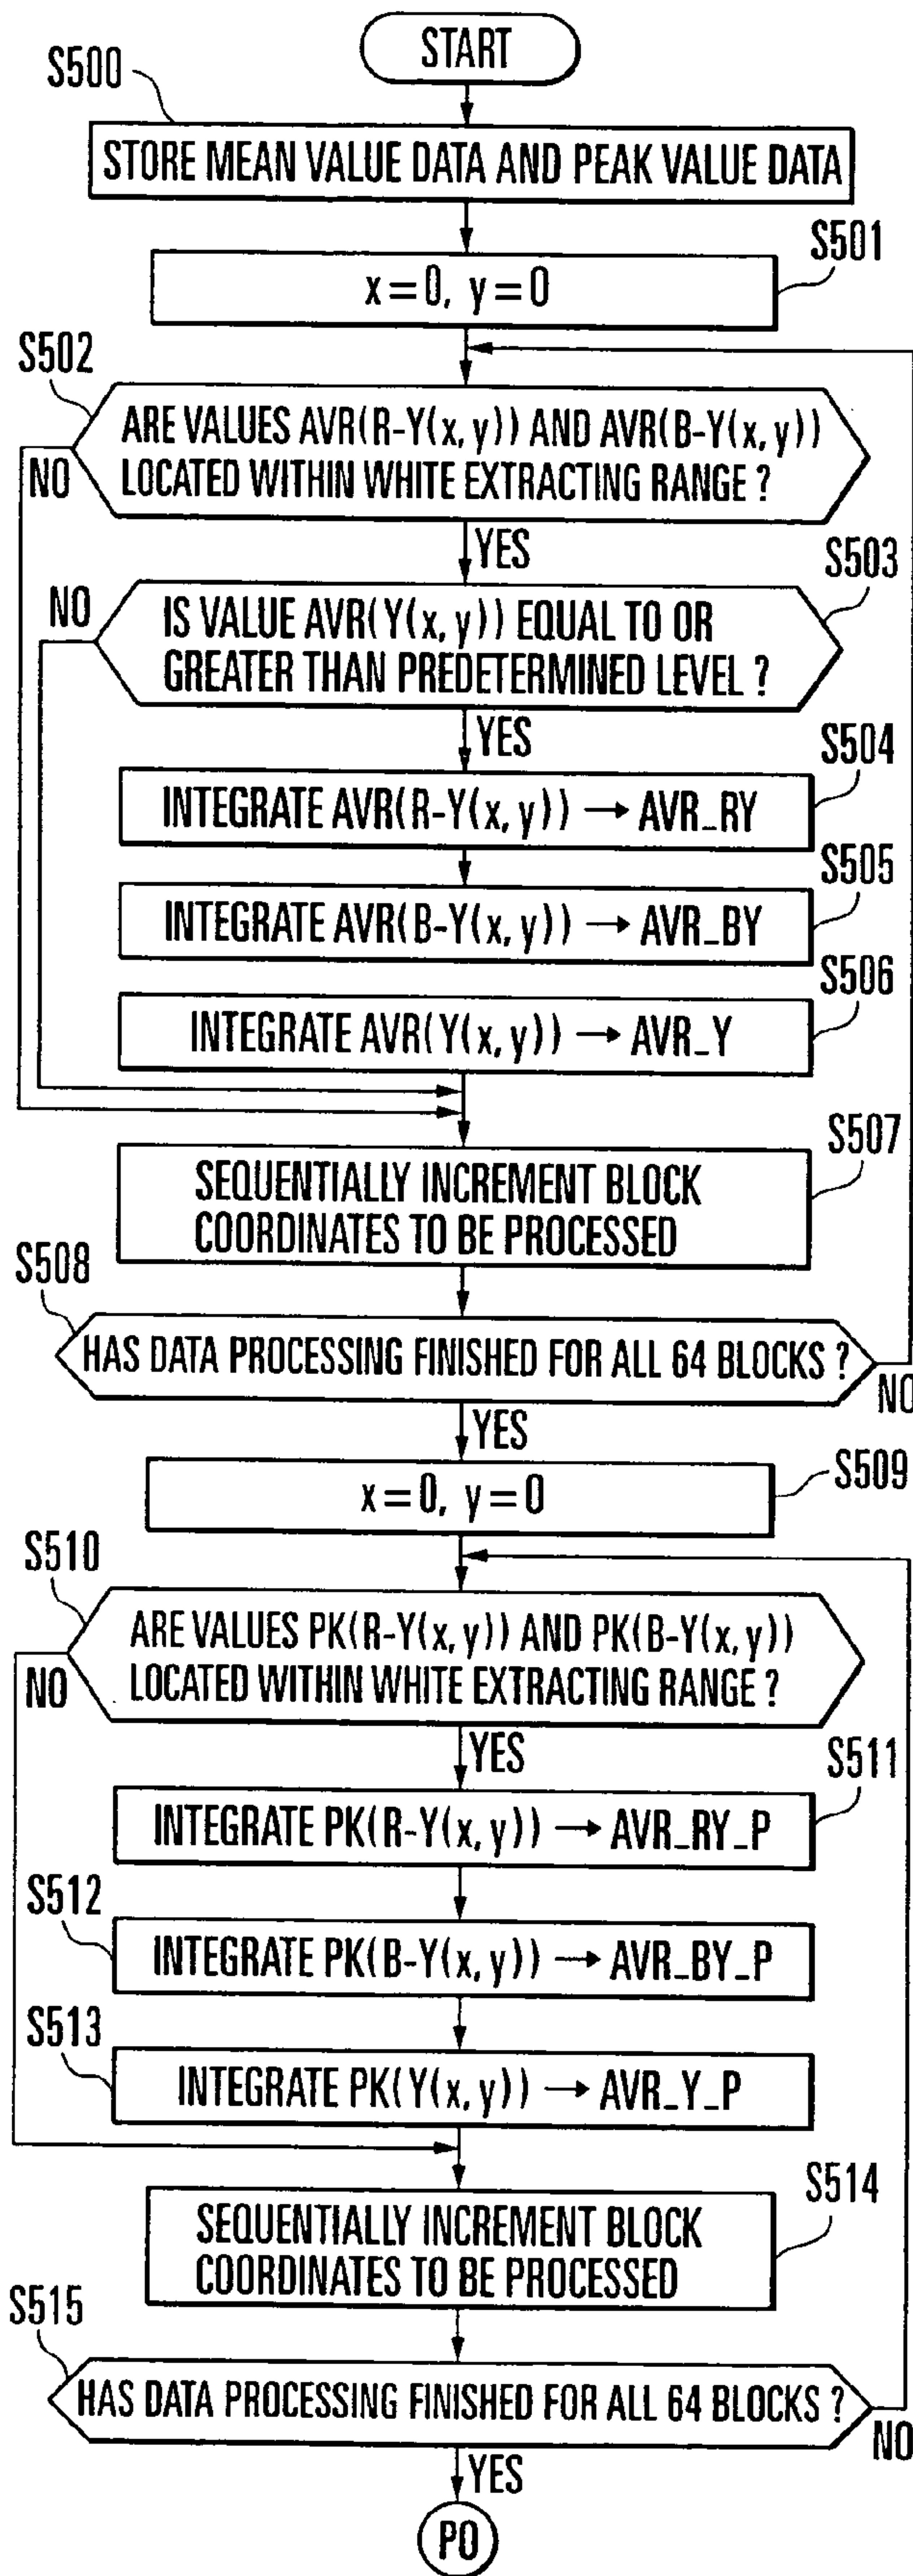 START
S500
STORE MEAN VALUE DATA AND PEAK VALUE DATA
S501
x=0, y=0
S502
ARE VALUES AVR(R-Y(x,y)) AND AVR(B-Y(x,y))
LOCATED WITHIN WHITE EXTRACTING RANGE ?
NO
YES
S503
NO
IS VALUE AVR(Y(x,y)) EQUAL TO OR
GREATER THAN PREDETERMINED LEVEL ?
YES
S504
INTEGRATE AVR(R-Y(x,y)) → AVR_RY
S505
INTEGRATE AVR(B-Y(x,y)) → AVR_BY
S506
INTEGRATE AVR(Y(x,y)) → AVR_Y
S507
SEQUENTIALLY INCREMENT BLOCK
COORDINATES TO BE PROCESSED
S508
HAS DATA PROCESSING FINISHED FOR ALL 64 BLOCKS ?
NO
YES
S509
x=0, y=0
S510
ARE VALUES PK(R-Y(x,y)) AND PK(B-Y(x,y))
LOCATED WITHIN WHITE EXTRACTING RANGE ?
NO
YES
S511
INTEGRATE PK(R-Y(x,y)) → AVR_RY_P
S512
INTEGRATE PK(B-Y(x,y)) → AVR_BY_P
S513
INTEGRATE PK(Y(x,y)) → AVR_Y_P
S514
SEQUENTIALLY INCREMENT BLOCK
COORDINATES TO BE PROCESSED
S515
HAS DATA PROCESSING FINISHED FOR ALL 64 BLOCKS ?
NO
YES
PO